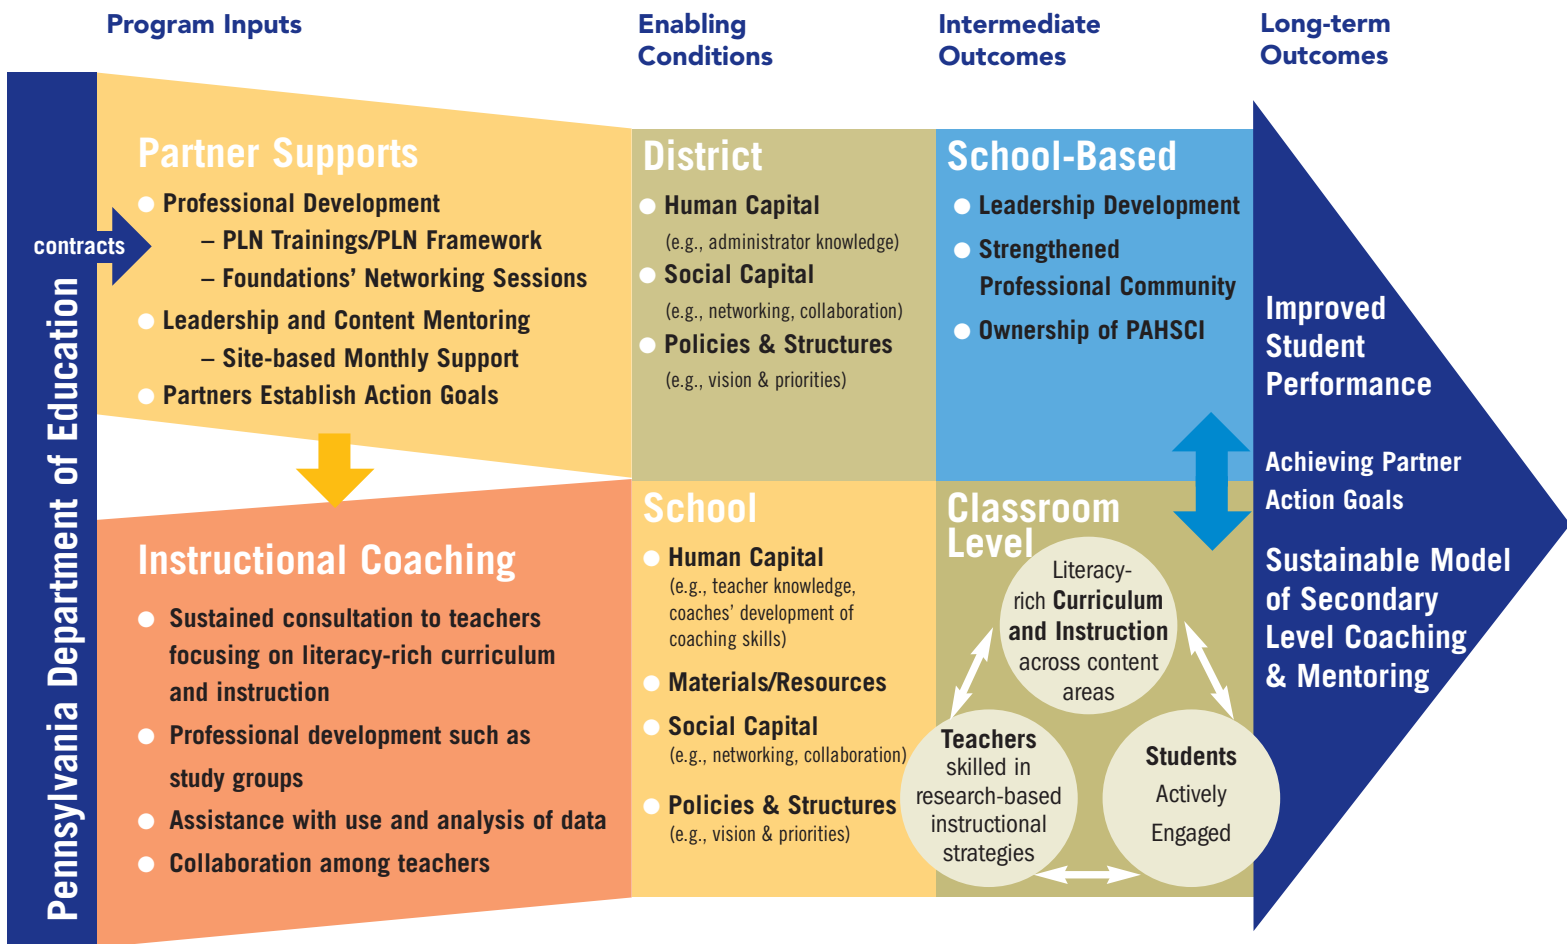 Program Inputs
Enabling
Conditions
Intermediate
Outcomes
Long-term
Outcomes
Pennsylvania Department of Education
contracts
Partner Supports
● Professional Development
– PLN Trainings/PLN Framework
– Foundations’ Networking Sessions
● Leadership and Content Mentoring
– Site-based Monthly Support
● Partners Establish Action Goals
Instructional Coaching
● Sustained consultation to teachers
focusing on literacy-rich curriculum
and instruction
● Professional development such as
study groups
● Assistance with use and analysis of data
● Collaboration among teachers
District
● Human Capital
(e.g., administrator knowledge)
● Social Capital
(e.g., networking, collaboration)
● Policies & Structures
(e.g., vision & priorities)
School
● Human Capital
(e.g., teacher knowledge,
coaches’ development of
coaching skills)
● Materials/Resources
● Social Capital
(e.g., networking, collaboration)
● Policies & Structures
(e.g., vision & priorities)
School-Based
● Leadership Development
● Strengthened
Professional Community
● Ownership of PAHSCI
Classroom
Level
Literacy-
rich Curriculum
and Instruction
across content
areas
Teachers
skilled in
research-based
instructional
strategies
Students
Actively
Engaged
Improved
Student
Performance
Achieving Partner
Action Goals
Sustainable Model
of Secondary
Level Coaching
& Mentoring